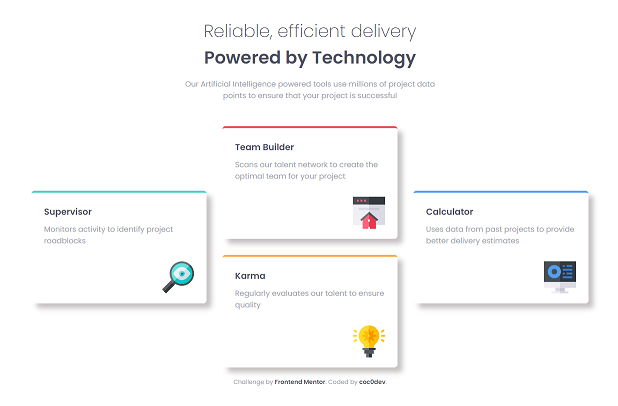 Reliable, efficient delivery
Powered by Technology
Our Artificial Intelligence powered tools use millions of project data
points to ensure that your project is successful
Supervisor
Monitors activity to identify project
roadblocks
Team Builder
Scans our talent network to create the
optimal team for your project
Karma
Regularly evaluates our talent to ensure
quality
Calculator
Uses data from past projects to provide
better delivery estimates
Challenge by Frontend Mentor. Coded by coc0dev.